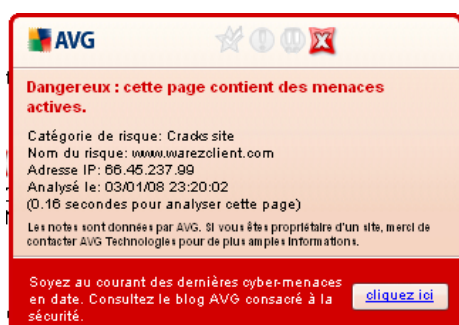 AVG
Dangereux : cette page contient des menaces
actives.
Catégorie de risque: Cracks site
Nom du risque: www.warezclient.com
Adresse IP: 66.45.237.99
Analysé le: 03/01/08 23:20:02
(0.16 secondes pour analyser cette page)
Les notes sont données par AVG. Si vous êtes propriétaire d'un site, merci de
contacter AVG Technologies pour de plus amples informations.
Soyez au courant des dernières cyber-menaces
en date. Consultez le blog AVG consacré à la
sécurité.
cliquez ici